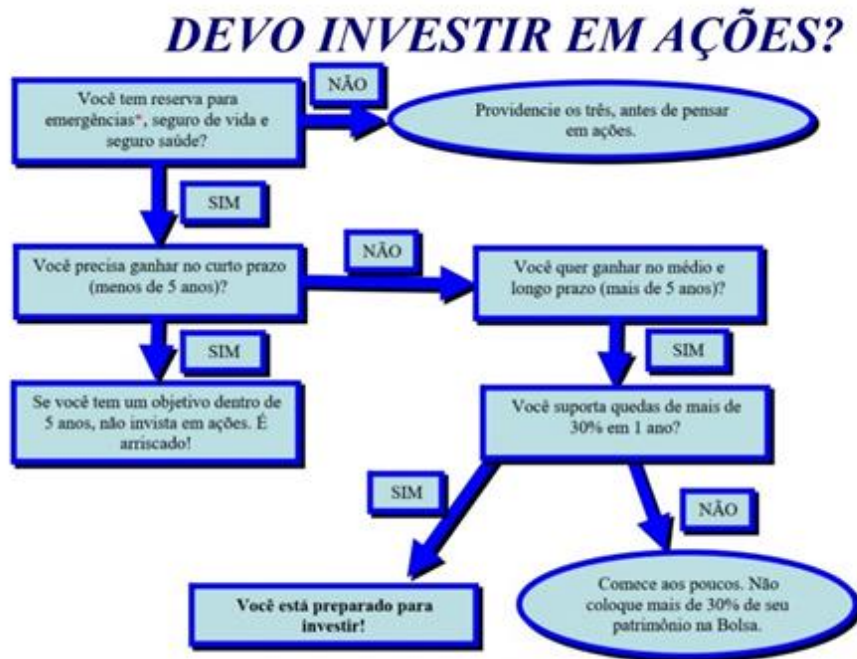 DEVO INVESTIR EM AÇÕES?
Você tem reserva para
emergências*, seguro de vida e
seguro saúde?
NÃO
Providencie os três, antes de pensar
em ações.
SIM
Você precisa ganhar no curto prazo
(menos de 5 anos)?
NÃO
Você quer ganhar no médio e
longo prazo (mais de 5 anos)?
SIM
SIM
Se você tem um objetivo dentro de
5 anos, não invista em ações. É
arriscado!
Você suporta quedas de mais de
30% em 1 ano?
SIM
NÃO
Você está preparado para
investir!
Comece aos poucos. Não
coloque mais de 30% de seu
patrimônio na Bolsa.